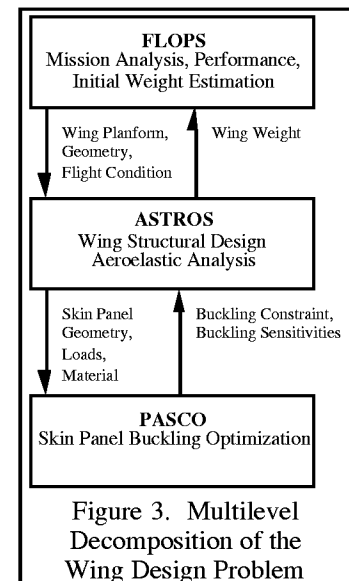 FLOPS
Mission Analysis, Performance,
Initial Weight Estimation
Wing Planform,
Geometry,
Flight Condition
Wing Weight
ASTROS
Wing Structural Design
Aeroelastic Analysis
Skin Panel
Geometry,
Loads,
Material
Buckling Constraint,
Buckling Sensitivities
PASCO
Skin Panel Buckling Optimization
Figure 3. Multilevel
Decomposition of the
Wing Design Problem